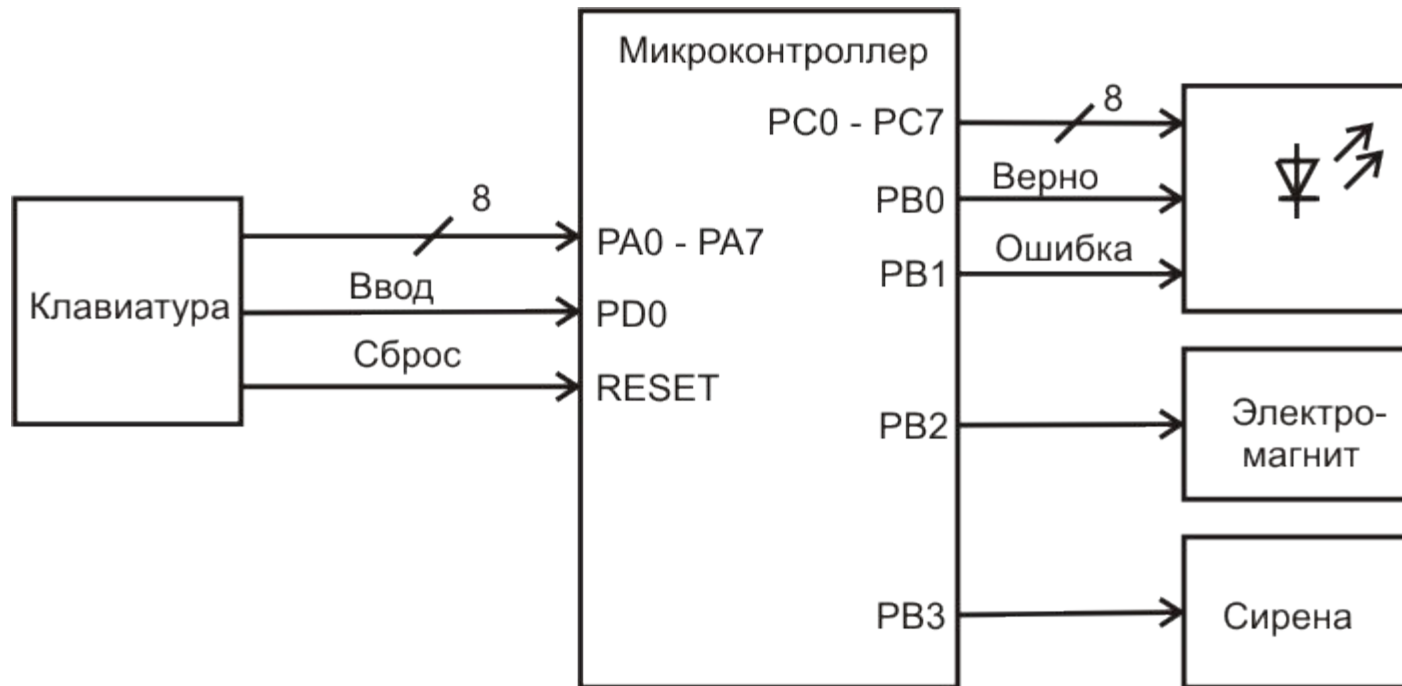 Микроконтроллер
8
PC0 - PC7
Верно
PB0
8
PA0 - PA7
Ошибка
PB1
Ввод
Клавиатура
PD0
Сброс
RESET
PB2
Электро-
магнит
PB3
Сирена